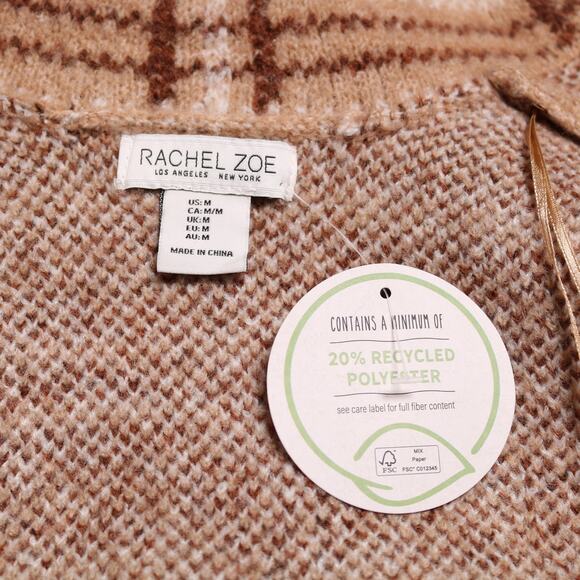 RACHEL ZOE
LOS ANGELES NEW YORK
US: M
CA: M/M
UK: M
EU: M
AU: M
MADE IN CHINA
CONTAINS A MINIMUM OF
20% RECYCLED
POLYESTER
see care label for full fiber content
FSC
MIX
Paper
FSC® C012345